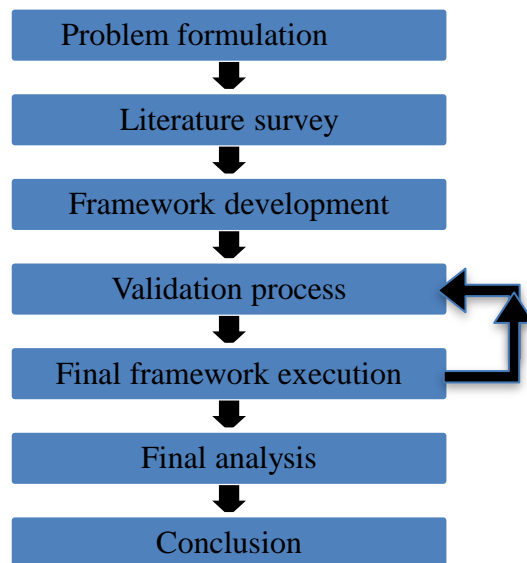 Problem formulation
Literature survey
Framework development
Validation process
Final framework execution
Final analysis
Conclusion